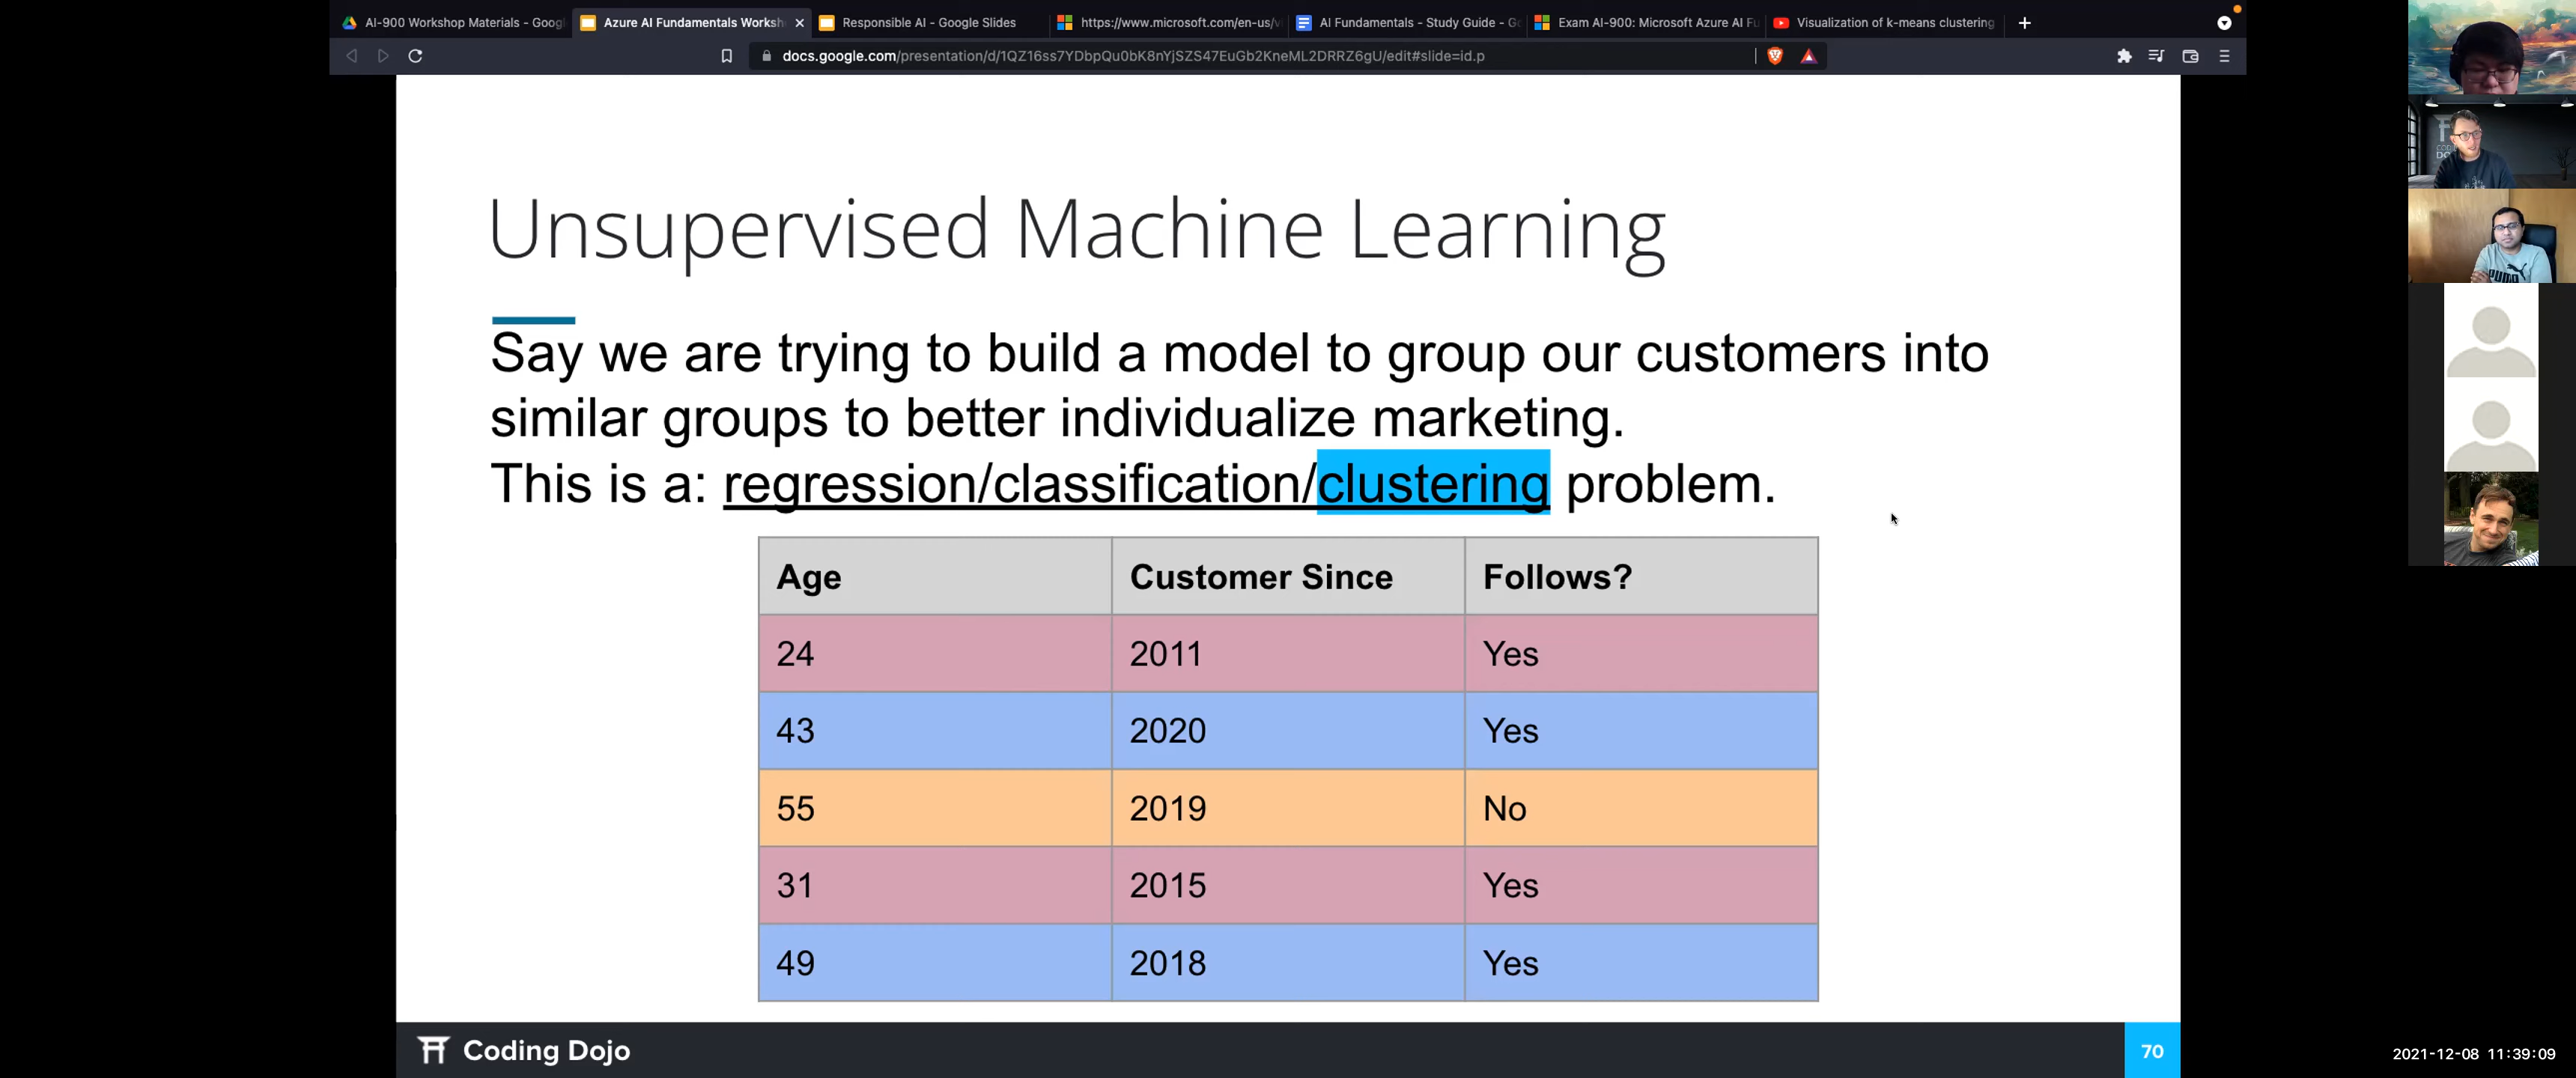 AI-900 Workshop Materials - Googl
Azure AI Fundamentals Worksh
Responsible AI - Google Slides
https://www.microsoft.com/en-us/vi
AI Fundamentals - Study Guide - Go
Exam AI-900: Microsoft Azure AI Fu
Visualization of k-means clustering
docs.google.com/presentation/d/1QZ16ss7YDbpQu0bK8nYjSZS47EuGb2KneML2DRRZ6gU/edit#slide=id.p
Unsupervised Machine Learning
Say we are trying to build a model to group our customers into
similar groups to better individualize marketing.
This is a: regression/classification/clustering problem.
Age Customer Since Follows?
24 2011 Yes
43 2020 Yes
55 2019 No
31 2015 Yes
49 2018 Yes
Coding Dojo
70
PUMA
2021-12-08 11:39:09